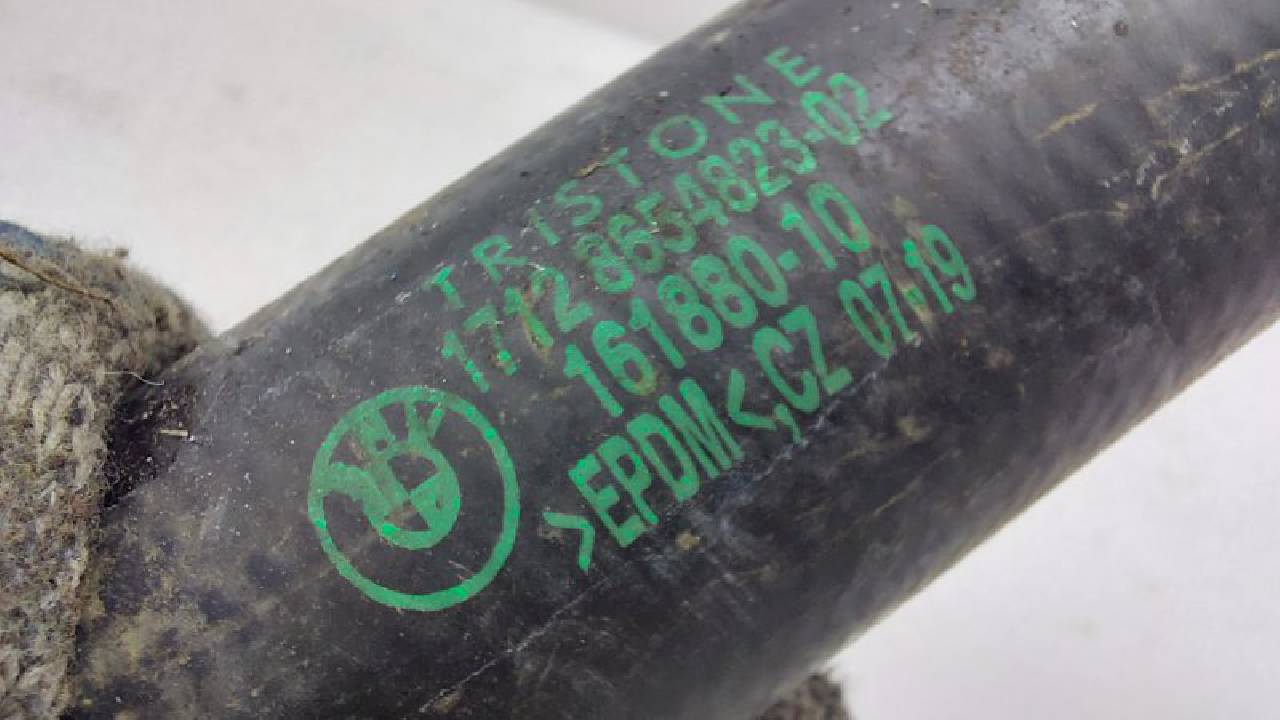 TRISTONE
1712 8654823-02
161880-10
>EPDM<,CZ 07.19